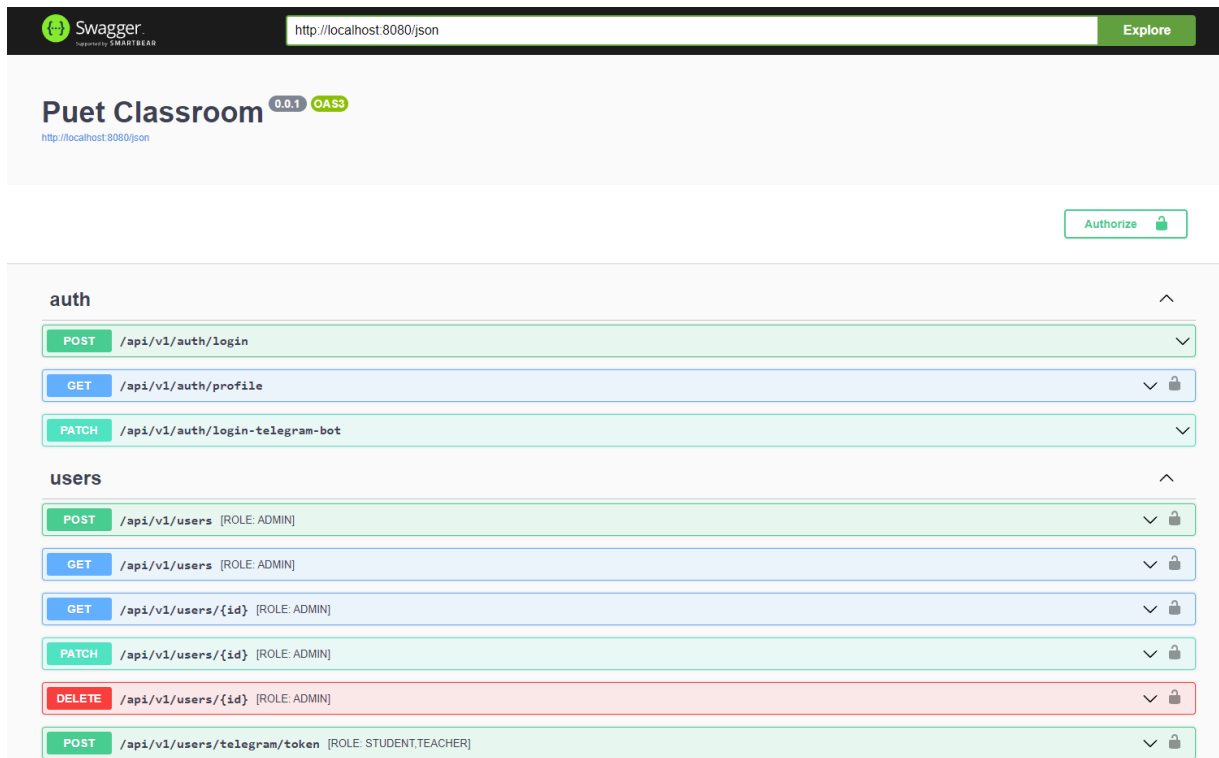 Swagger.
Supported by SMARTBEAR
http://localhost:8080/json
Explore
Puet Classroom 0.0.1 OAS3
http://localhost:8080/json
Authorize
auth
POST /api/v1/auth/login
GET /api/v1/auth/profile
PATCH /api/v1/auth/login-telegram-bot
users
POST /api/v1/users [ROLE: ADMIN]
GET /api/v1/users [ROLE: ADMIN]
GET /api/v1/users/{id} [ROLE: ADMIN]
PATCH /api/v1/users/{id} [ROLE: ADMIN]
DELETE /api/v1/users/{id} [ROLE: ADMIN]
POST /api/v1/users/telegram/token [ROLE: STUDENT,TEACHER]